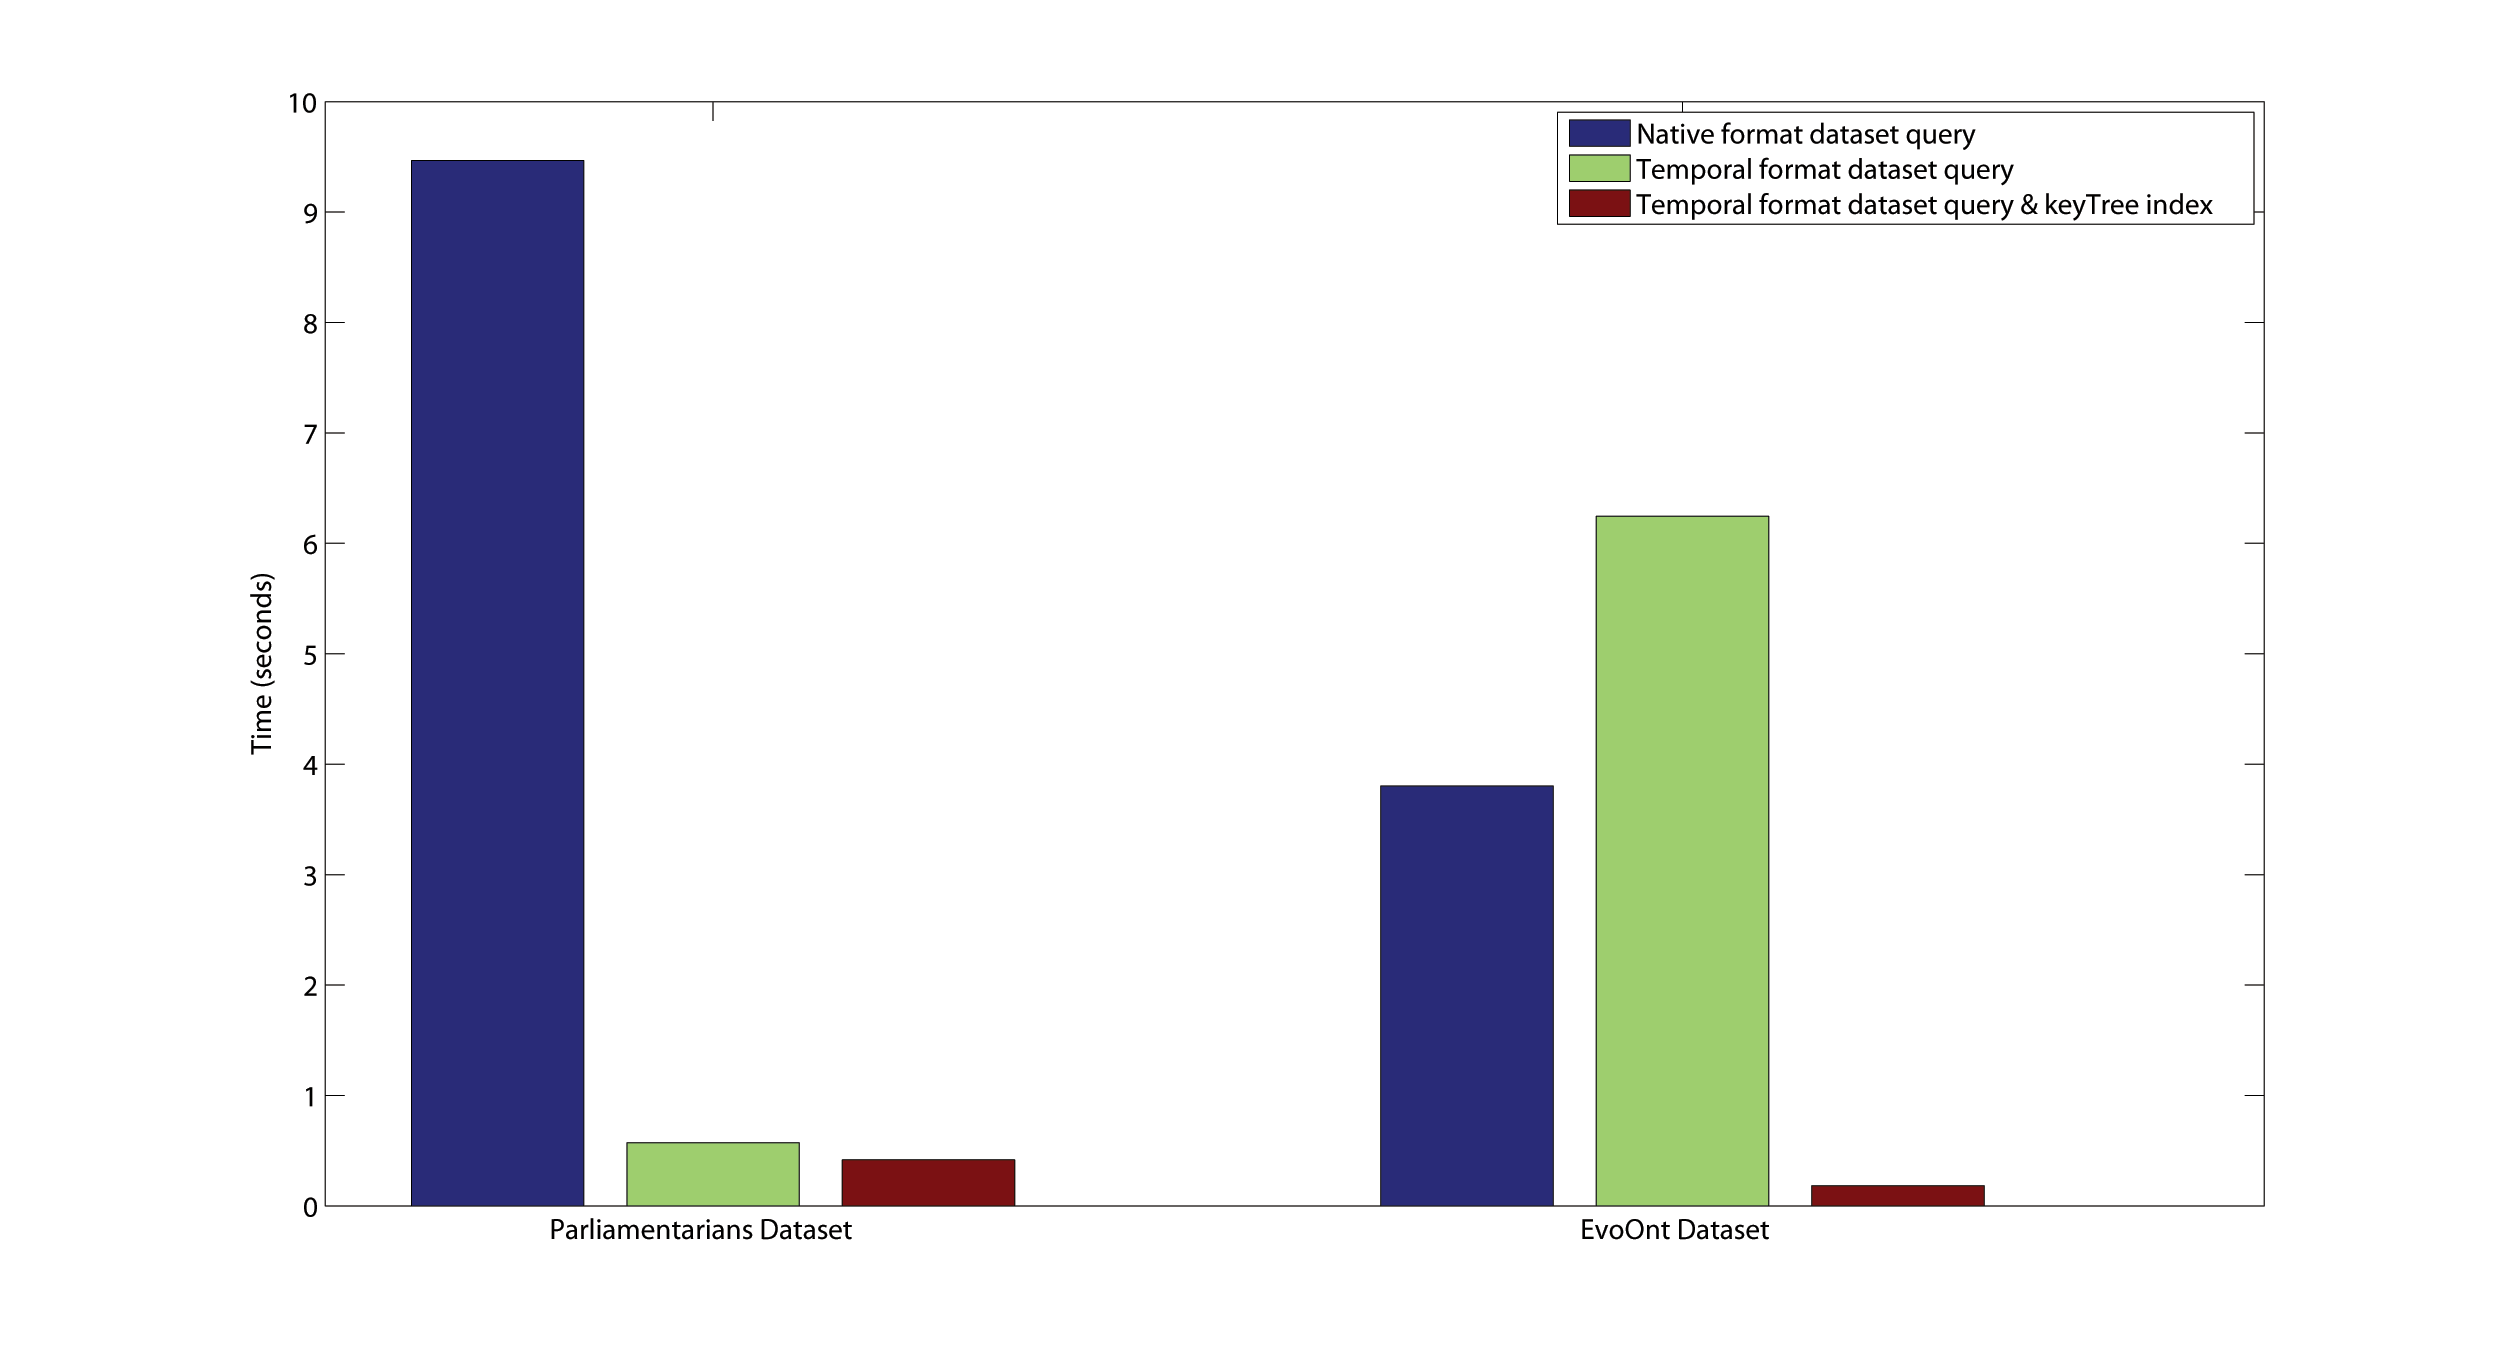 10
9
8
7
6
5
4
3
2
1
0
Time (seconds)
Native format dataset query
Temporal format dataset query
Temporal format dataset query & keyTree index
Parliamentarians Dataset
EvoOnt Dataset